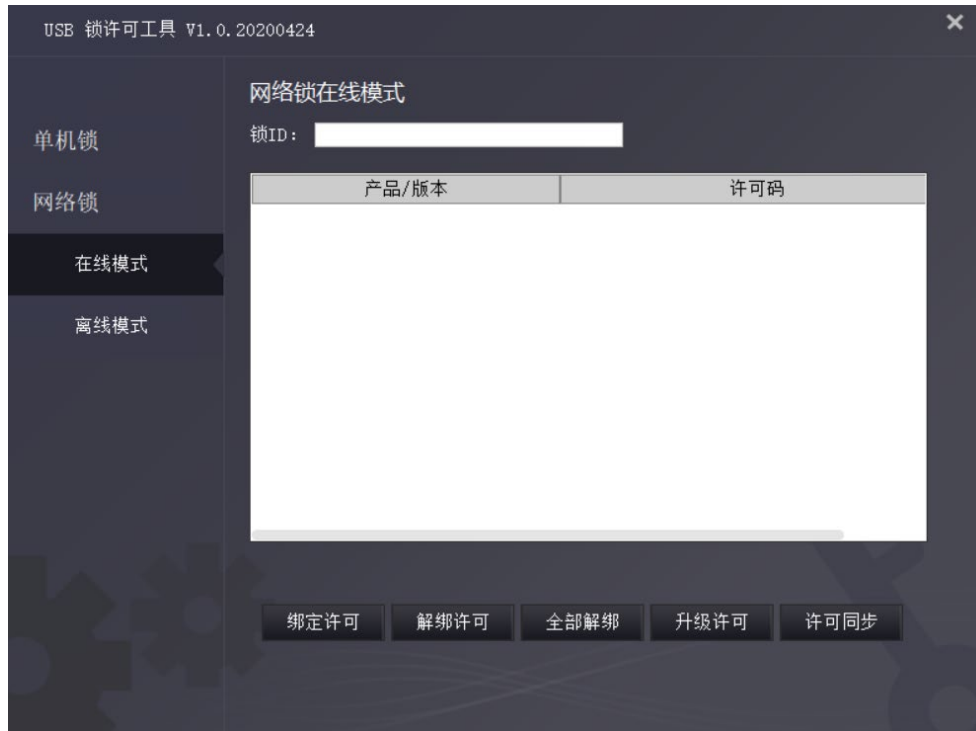 USB 锁许可工具 V1.0.20200424
网络锁在线模式
锁ID:
单机锁
网络锁
在线模式
离线模式
产品/版本 许可码
绑定许可 解绑许可 全部解绑 升级许可 许可同步